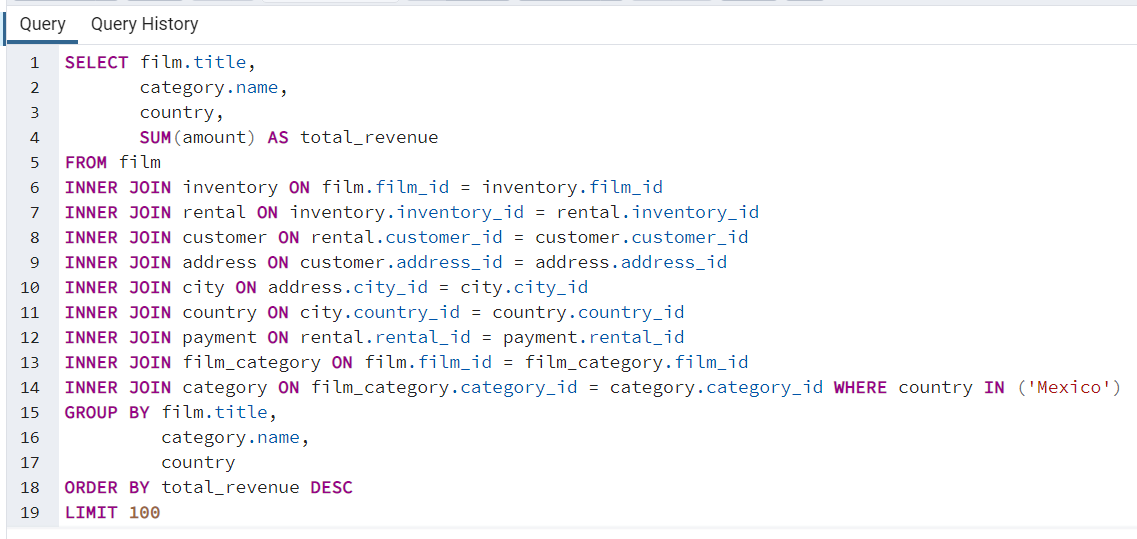 Query Query History
1 SELECT film.title,
2 category.name,
3 country,
4 SUM(amount) AS total_revenue
5 FROM film
6 INNER JOIN inventory ON film.film_id = inventory.film_id
7 INNER JOIN rental ON inventory.inventory_id = rental.inventory_id
8 INNER JOIN customer ON rental.customer_id = customer.customer_id
9 INNER JOIN address ON customer.address_id = address.address_id
10 INNER JOIN city ON address.city_id = city.city_id
11 INNER JOIN country ON city.country_id = country.country_id
12 INNER JOIN payment ON rental.rental_id = payment.rental_id
13 INNER JOIN film_category ON film.film_id = film_category.film_id
14 INNER JOIN category ON film_category.category_id = category.category_id WHERE country IN ('Mexico')
15 GROUP BY film.title,
16 category.name,
17 country
18 ORDER BY total_revenue DESC
19 LIMIT 100